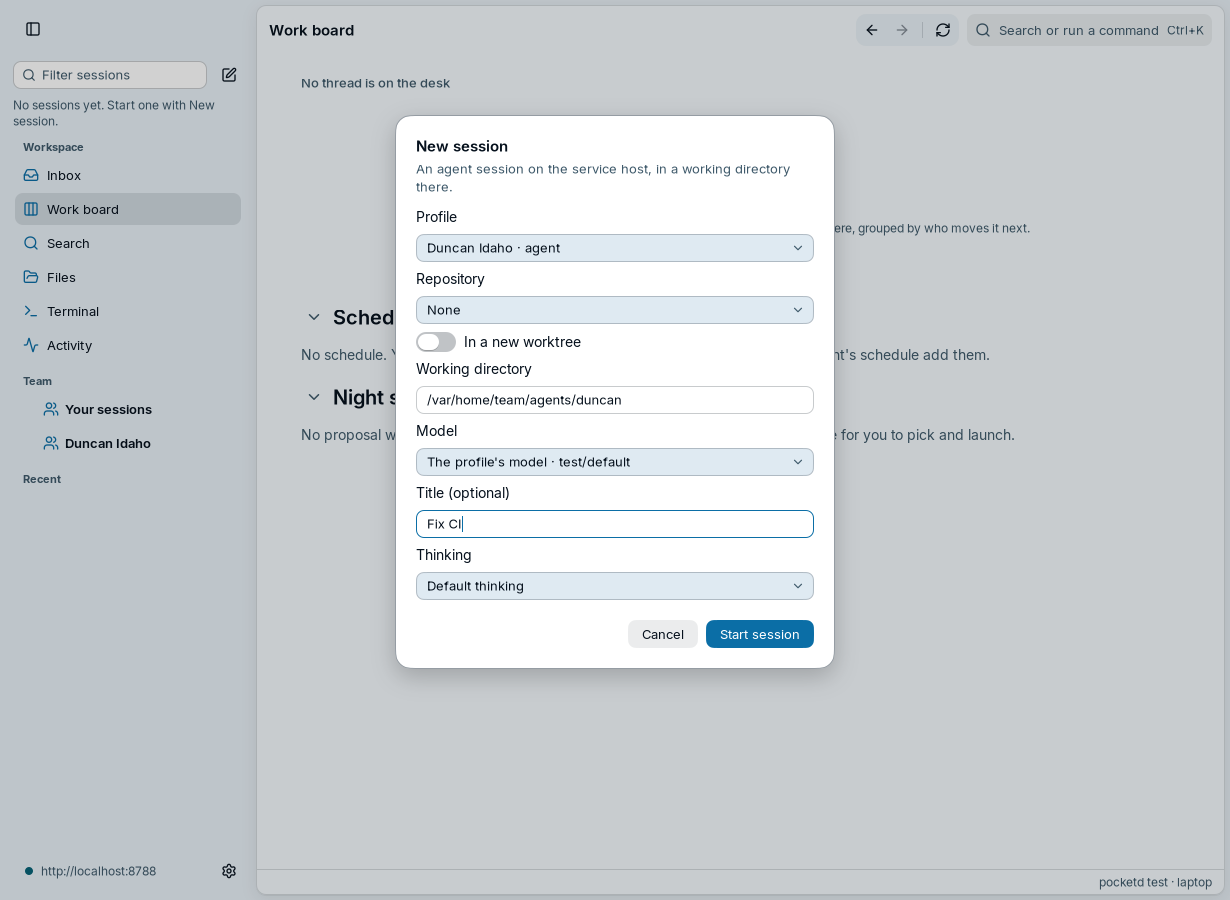 Work board
Search or run a command Ctrl+K
Filter sessions
No sessions yet. Start one with New
session.
Workspace
Inbox
Work board
Search
Files
Terminal
Activity
Team
Your sessions
Duncan Idaho
Recent
http://localhost:8788
No thread is on the desk
ere, grouped by who moves it next.
Sched
No schedule.
nt's schedule add them.
Night s
No proposal w
e for you to pick and launch.
New session
An agent session on the service host, in a working directory
there.
Profile
Duncan Idaho · agent
Repository
None
In a new worktree
Working directory
/var/home/team/agents/duncan
Model
The profile's model · test/default
Title (optional)
Fix CI
Thinking
Default thinking
Cancel Start session
pocketd test · laptop